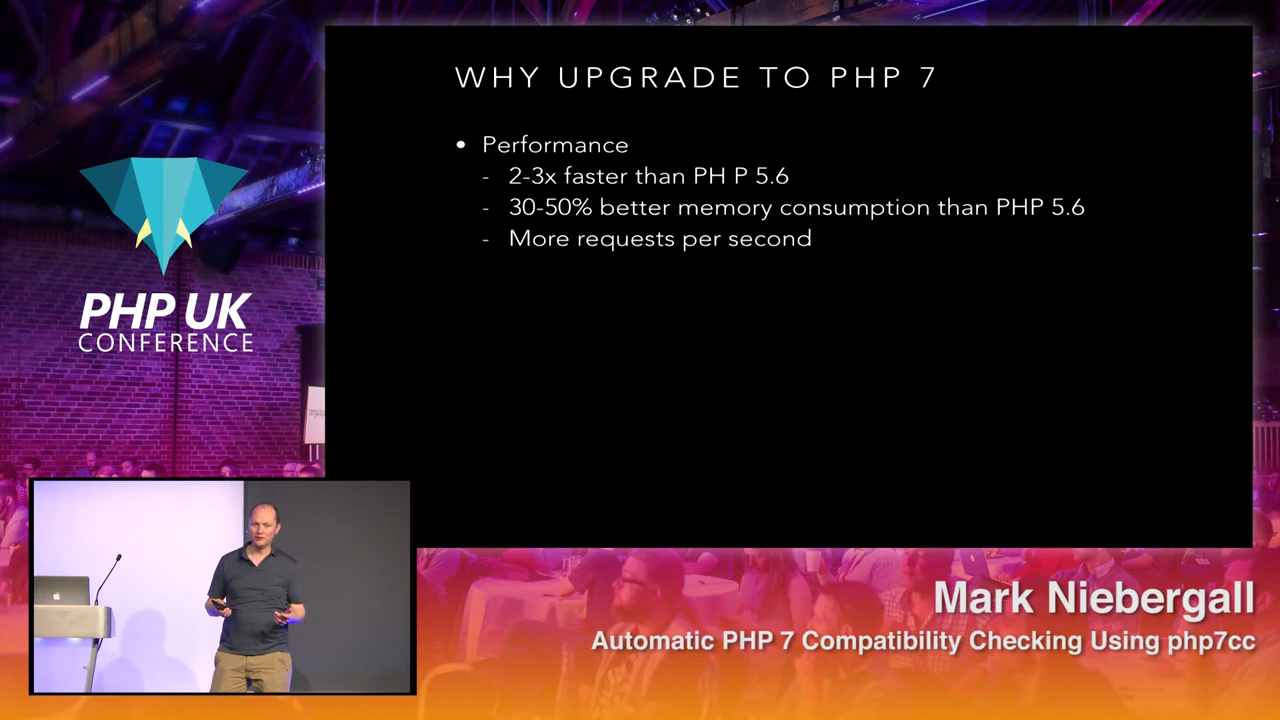 WHY UPGRADE TO PHP 7
• Performance
- 2-3x faster than PH P 5.6
- 30-50% better memory consumption than PHP 5.6
- More requests per second
PHP UK
CONFERENCE
Mark Niebergall
Automatic PHP 7 Compatibility Checking Using php7cc